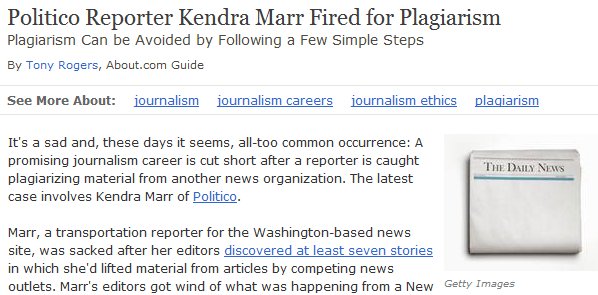 Politico Reporter Kendra Marr Fired for Plagiarism
Plagiarism Can be Avoided by Following a Few Simple Steps
By Tony Rogers, About.com Guide
See More About: journalism journalism careers journalism ethics plagiarism
It's a sad and, these days it seems, all-too common occurrence: A
promising journalism career is cut short after a reporter is caught
plagiarizing material from another news organization. The latest
case involves Kendra Marr of Politico.
THE DAILY NEWS
Marr, a transportation reporter for the Washington-based news
site, was sacked after her editors discovered at least seven stories
in which she'd lifted material from articles by competing news
outlets. Marr's editors got wind of what was happening from a New
Getty Images